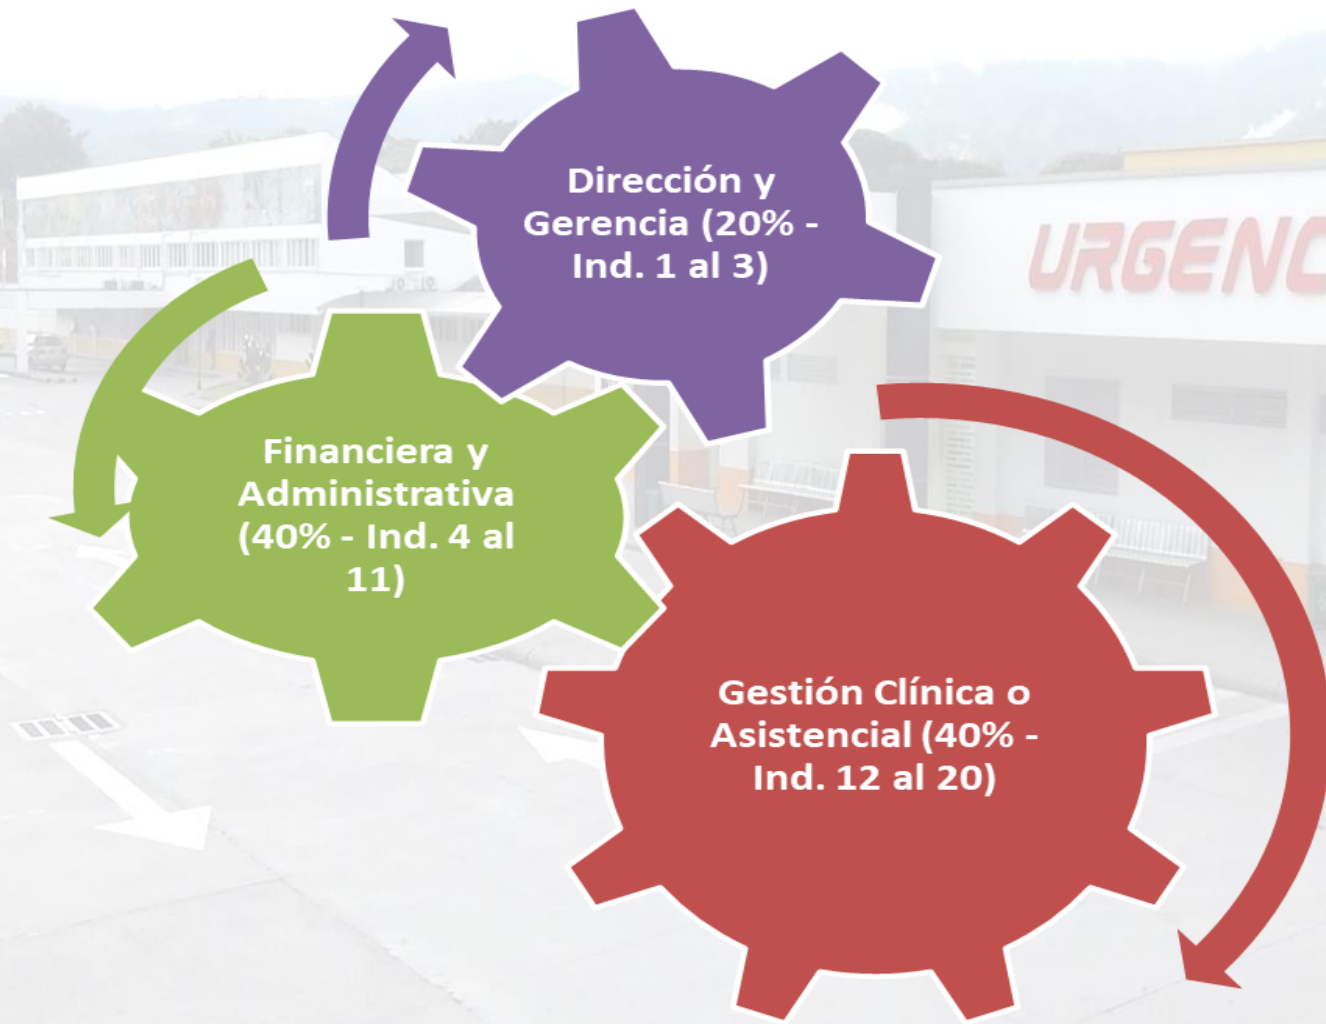 Dirección y
Gerencia (20% -
Ind. 1 al 3)
URGENC
Financiera y
Administrativa
(40% - Ind. 4 al
11)
Gestión Clínica o
Asistencial (40% -
Ind. 12 al 20)